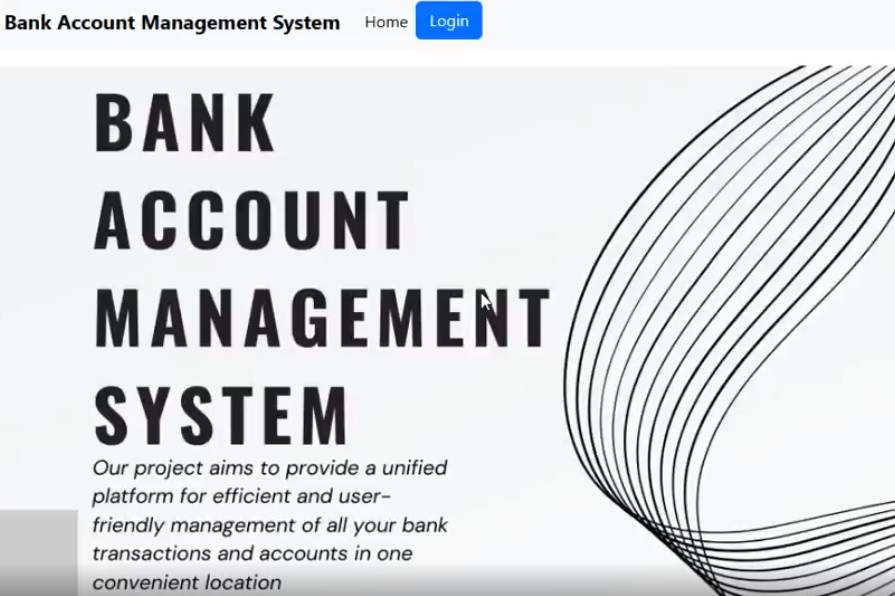 Bank Account Management System Home Login
BANK
ACCOUNT
MANAGEMENT
SYSTEM
Our project aims to provide a unified
platform for efficient and user-
friendly management of all your bank
transactions and accounts in one
convenient location